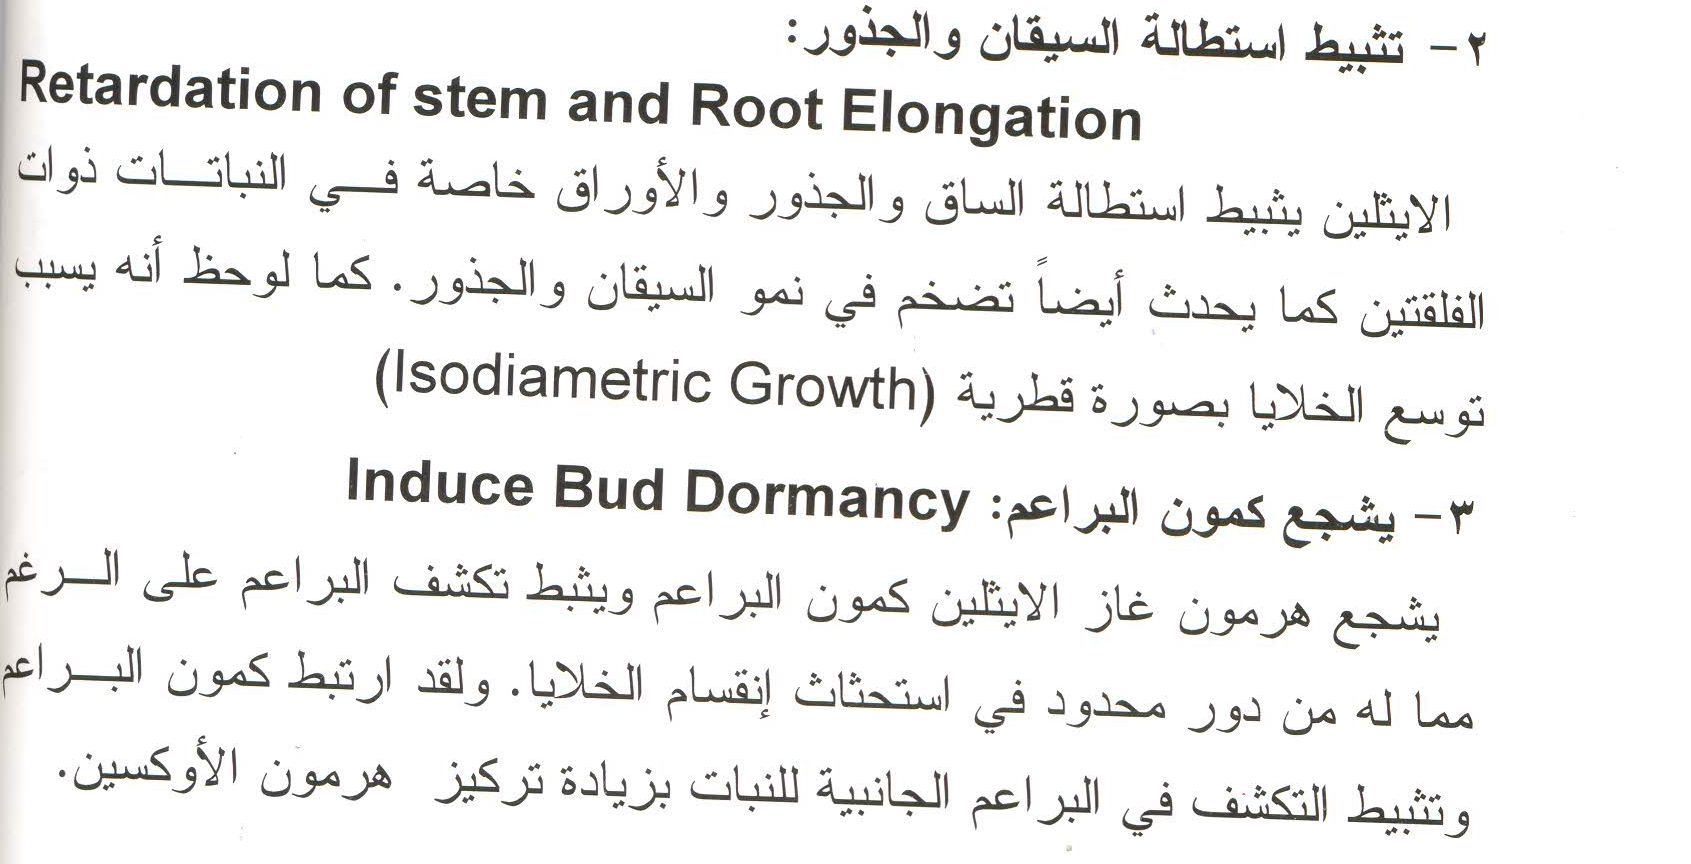 ٢- تثبيط استطالة السيقان والجذور:
Retardation of stem and Root Elongation
الايثلين يثبيط استطالة الساق والجذور والأوراق خاصة في النباتات ذوات
الفلقتين كما يحدث أيضاً تضخم في نمو السيقان والجذور. كما لوحظ أنه يسبب
توسع الخلايا بصورة قطرية (Isodiametric Growth)
٣- يشجع كمون البراعم: Induce Bud Dormancy
يشجع هرمون غاز الايثلين كمون البراعم ويثبط تكشف البراعم على الرغم
مما له من دور محدود في استحثاث إنقسام الخلايا. ولقد ارتبط كمون البراعم
وتثبيط التكشف في البراعم الجانبية للنبات بزيادة تركيز هرمون الأوكسين.